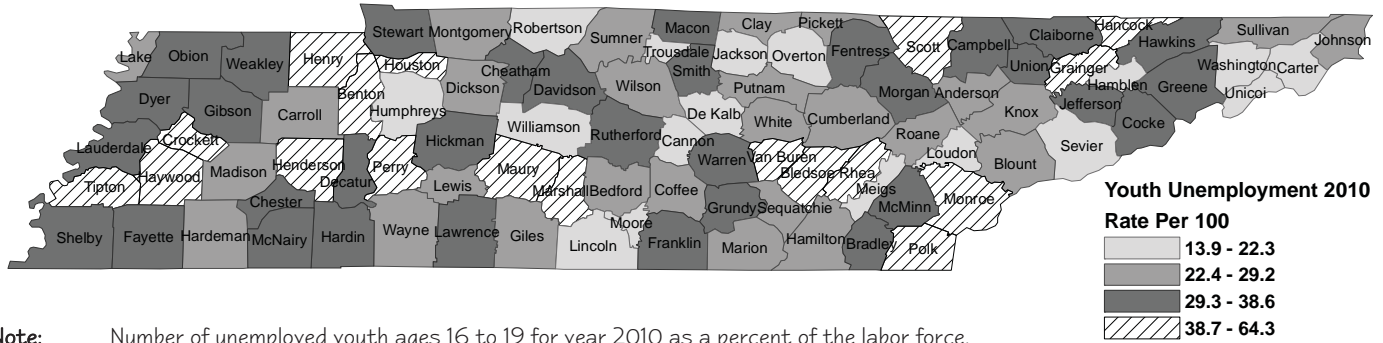 Stewart Montgomery Robertson Sumner Macon Clay Pickett Scott Claiborne Hancock Sullivan Johnson
Lake Obion Weakley Henry Houston Trousdale Jackson Overton Fentress Campbell Hawkins
Cheatham Smith Union Grainger Washington Carter
Benton Dickson Davidson Wilson Putnam Morgan Anderson Hamblen Greene Unicoi
Dyer Gibson Carroll Humphreys De Kalb Cumberland Knox Jefferson
Williamson Rutherford White Roane Cocke
Lauderdale Crockett Hickman Cannon Loudon Sevier
Henderson Perry Maury Warren Van Buren Blount
Tipton Haywood Madison Decatur Lewis Marshall Bedford Coffee Bledsoe Rhea Meigs Monroe
Chester Grundy Sequatchie McMinn
Shelby Fayette Hardeman McNairy Hardin Wayne Lawrence Giles Lincoln Moore Franklin Marion Hamilton Bradley Polk
Youth Unemployment 2010
Rate Per 100
13.9 - 22.3
22.4 - 29.2
29.3 - 38.6
38.7 - 64.3
Note: Number of unemployed youth ages 16 to 19 for year 2010 as a percent of the labor force.